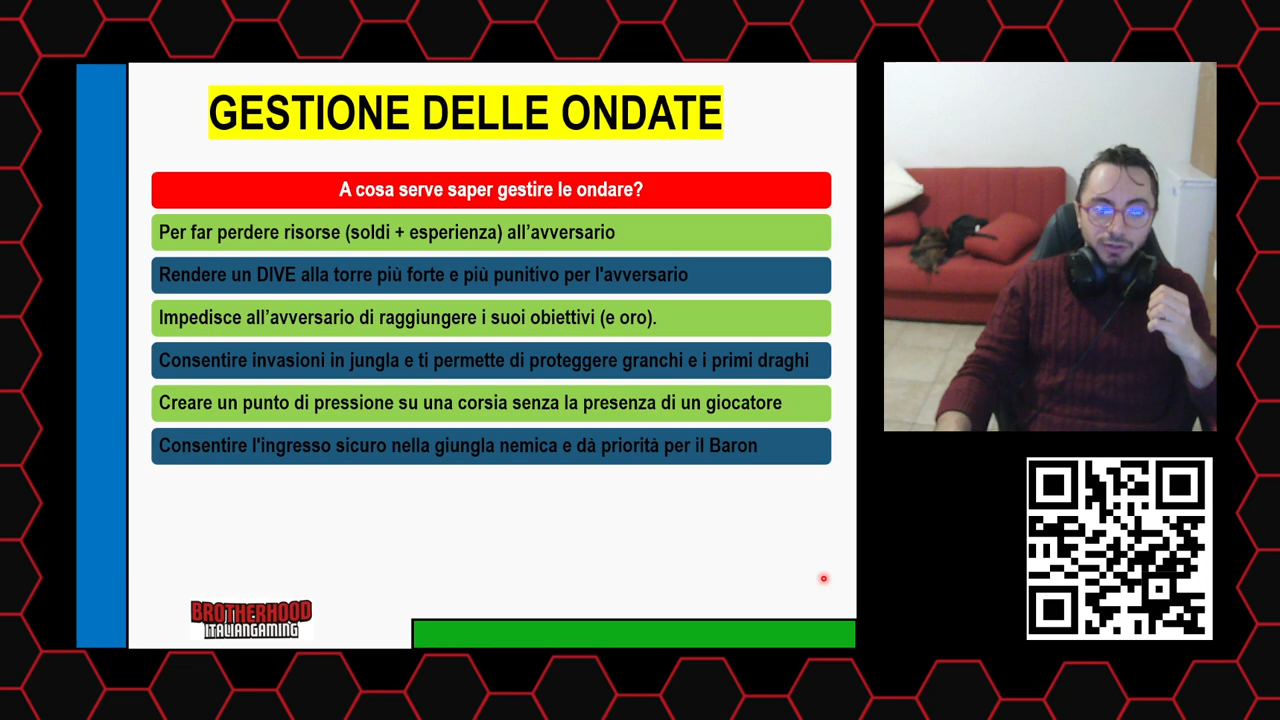 GESTIONE DELLE ONDATE
A cosa serve saper gestire le ondare?
Per far perdere risorse (soldi + esperienza) all’avversario
Rendere un DIVE alla torre più forte e più punitivo per l'avversario
Impedisce all’avversario di raggiungere i suoi obiettivi (e oro).
Consentire invasioni in jungla e ti permette di proteggere granchi e i primi draghi
Creare un punto di pressione su una corsia senza la presenza di un giocatore
Consentire l'ingresso sicuro nella giungla nemica e dà priorità per il Baron
BROTHERHOOD
ITALIANGAMING